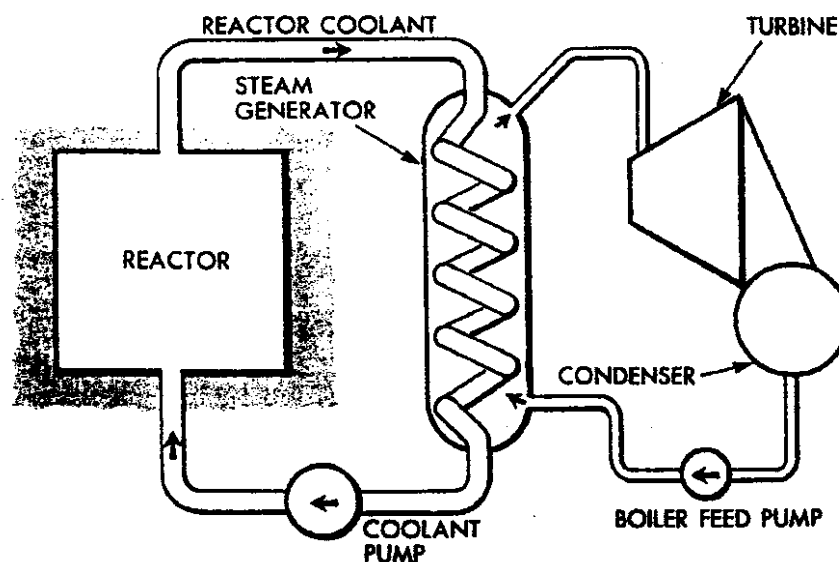 REACTOR COOLANT
TURBINE
STEAM
GENERATOR
REACTOR
CONDENSER
COOLANT
PUMP
BOILER FEED PUMP